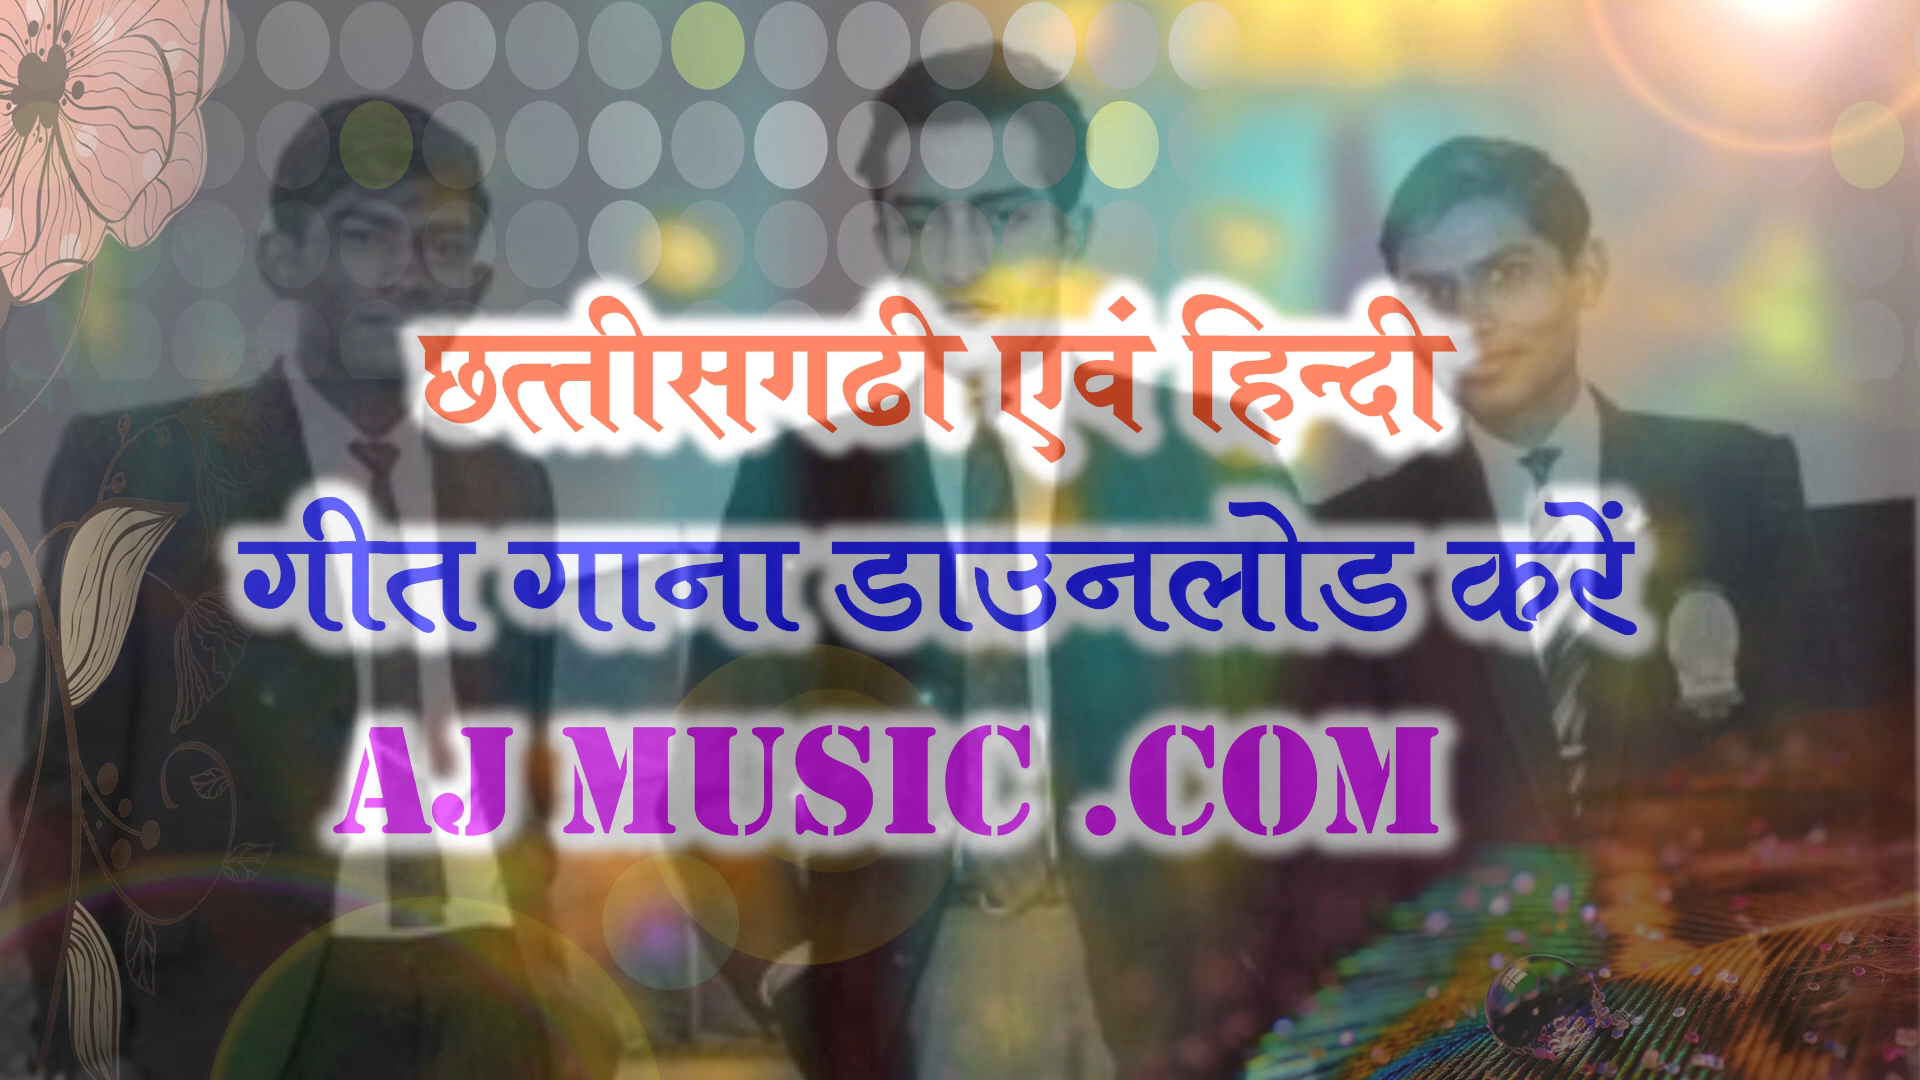 छत्तीसगढी एवं हिन्दी
गीत गाना डाउनलोड करें
AJ MUSIC .COM